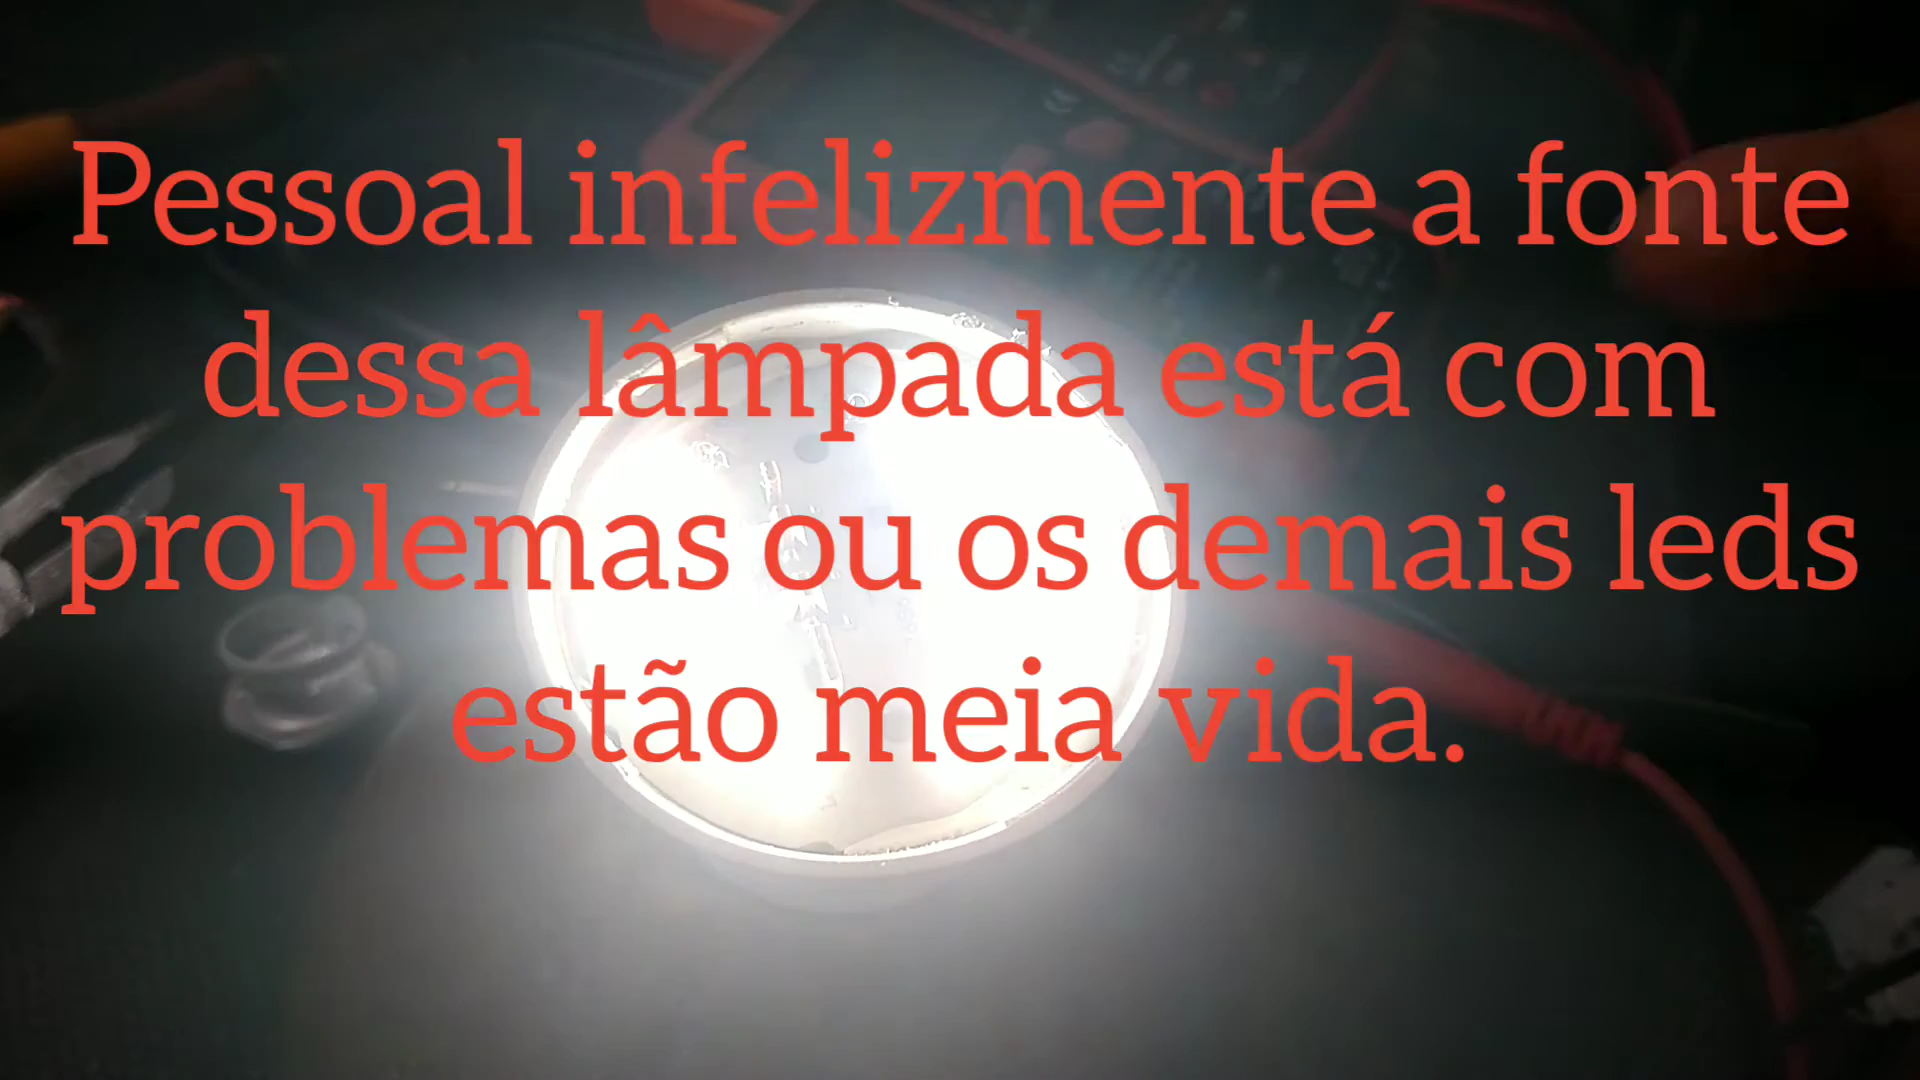 Pessoal infelizmente a fonte
dessa lâmpada está com
problemas ou os demais leds
estão meia vida.